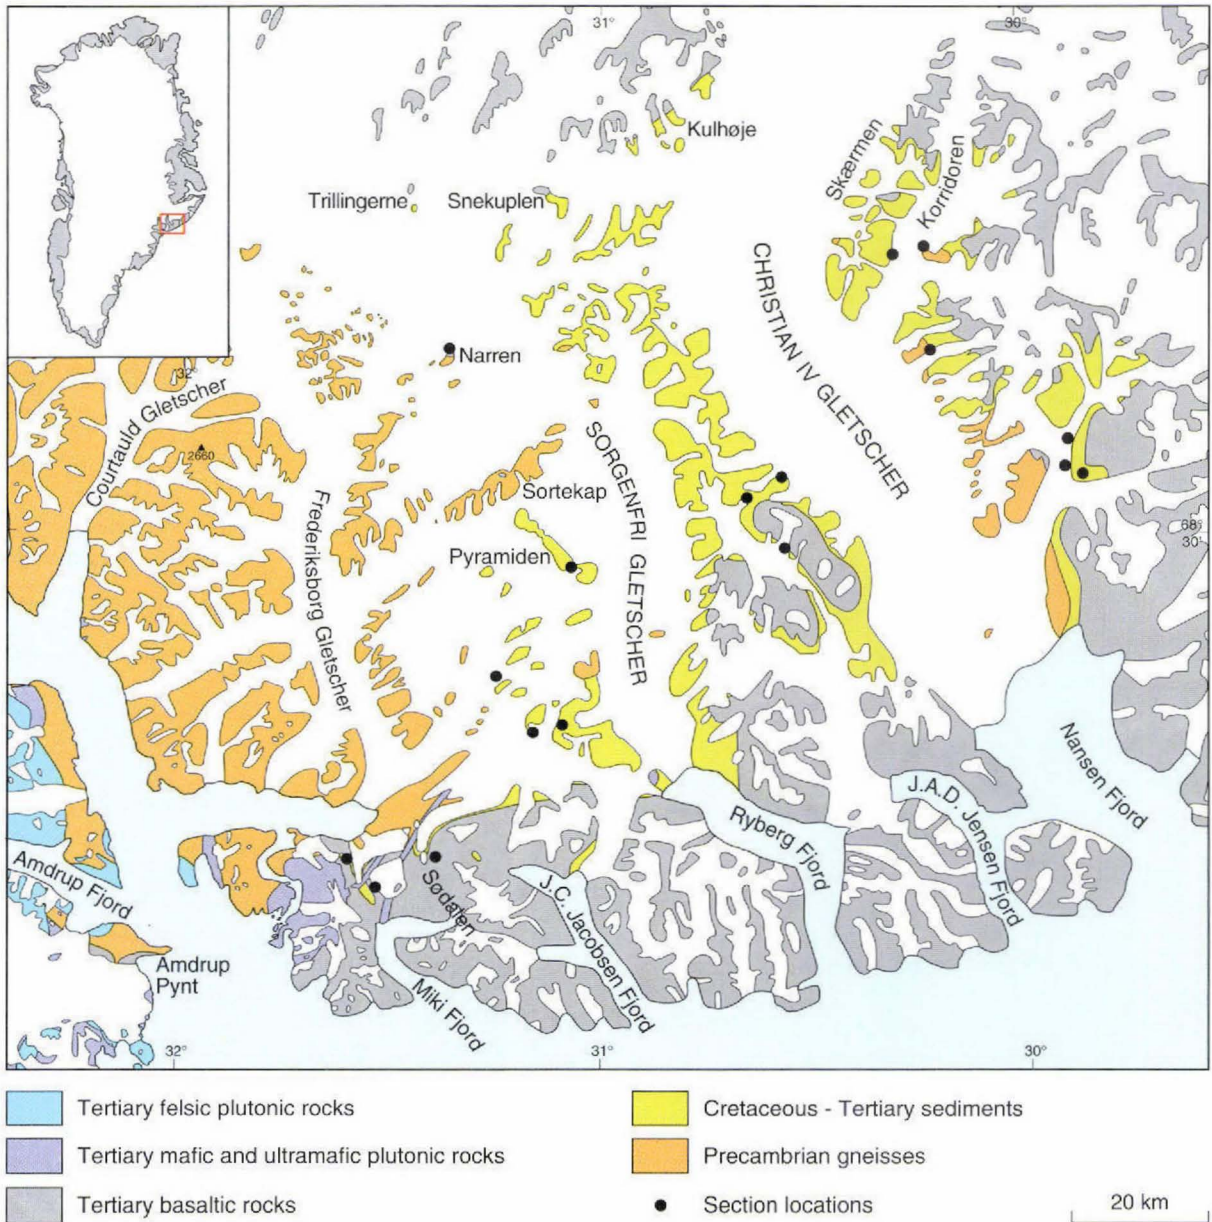 31°
30°
Kulhøje
Skærmen
Korridoren
Trillingerne
Snekuplen
CHRISTIAN IV GLETSCHER
Narren
32°
Courtauld Gletscher
2660
SORGENFRI GLETSCHER
Sortekap
Frederiksborg Gletscher
68°
30'
Pyramiden
Nansen Fjord
J.A.D. Jensen Fjord
Ryberg Fjord
Amdrup Fjord
Sødalen
J.C. Jacobsen Fjord
Amdrup
Pynt
Miki Fjord
32°
31°
30°
Tertiary felsic plutonic rocks
Tertiary mafic and ultramafic plutonic rocks
Tertiary basaltic rocks
Cretaceous - Tertiary sediments
Precambrian gneisses
Section locations
20 km